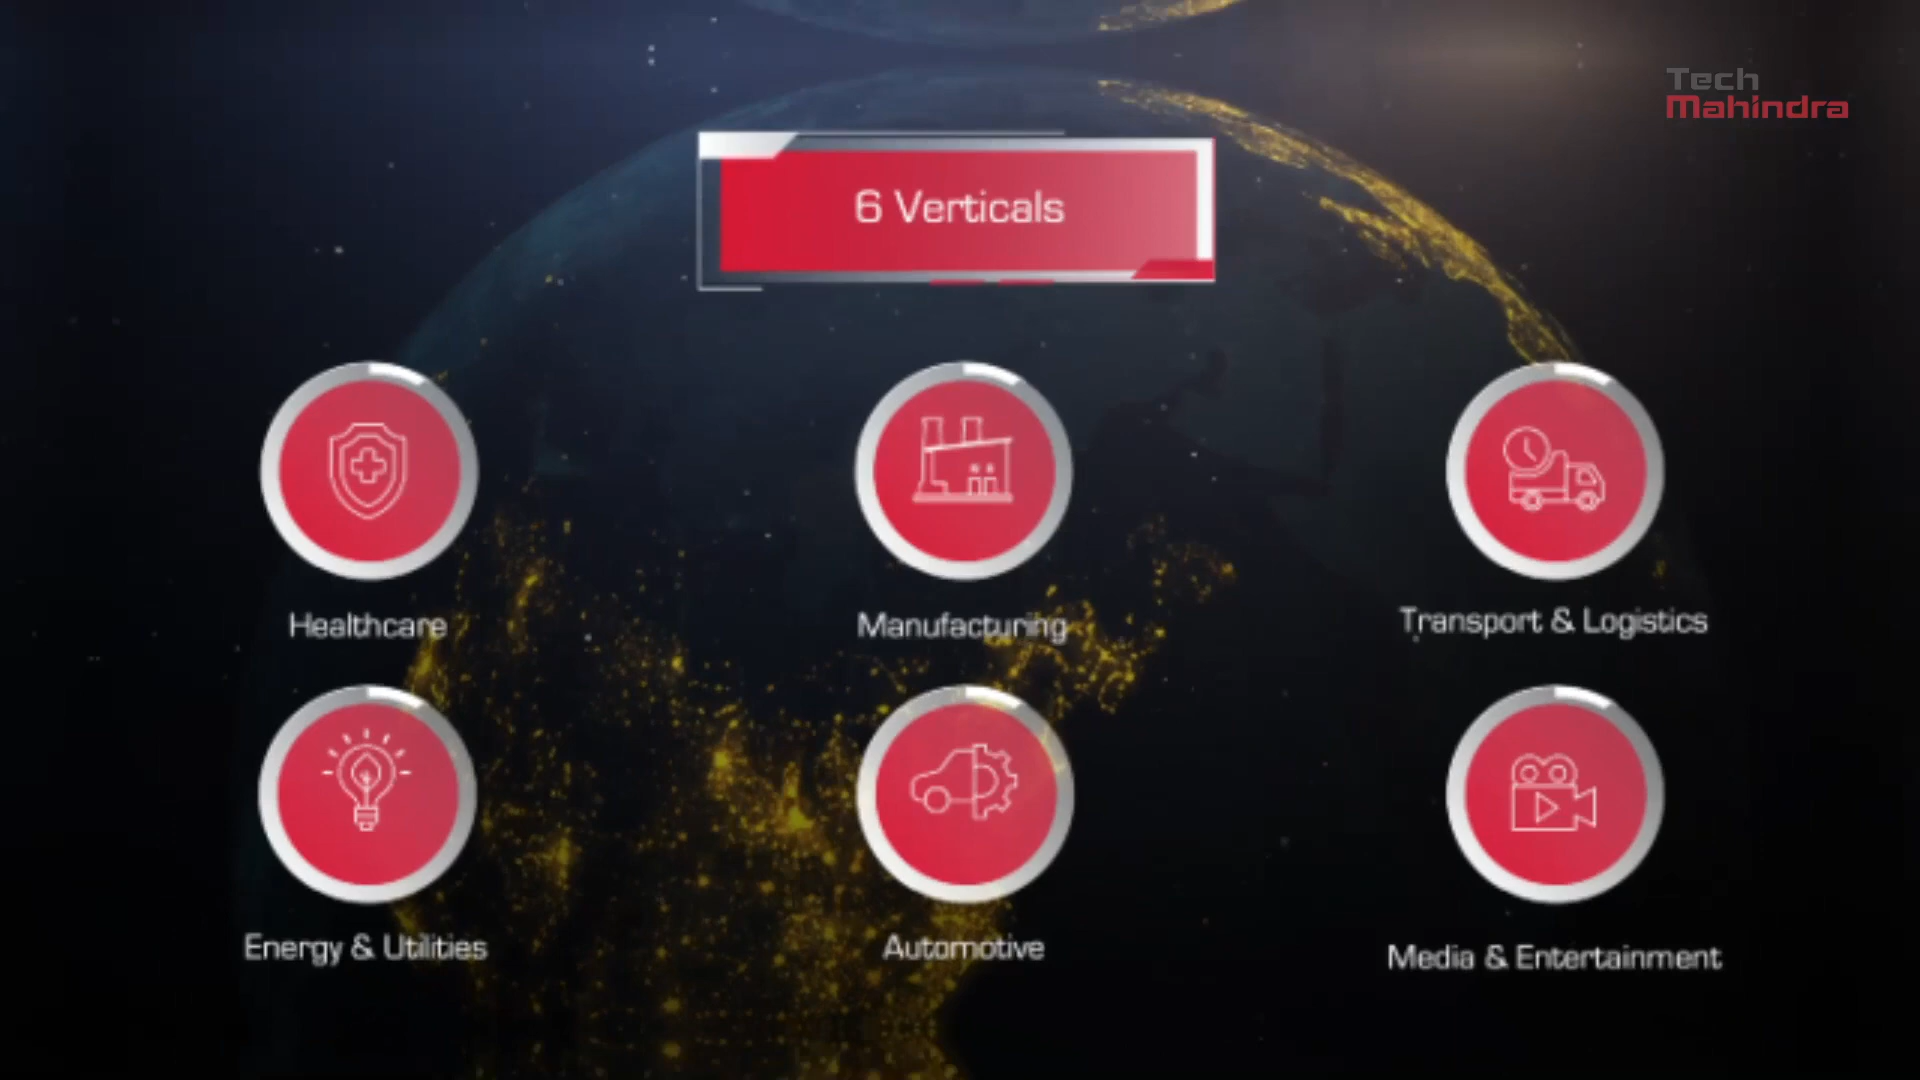 Tech
Mahindra
6 Verticals
Healthcare
Manufacturing
Transport & Logistics
Energy & Utilities
Automotive
Media & Entertainment